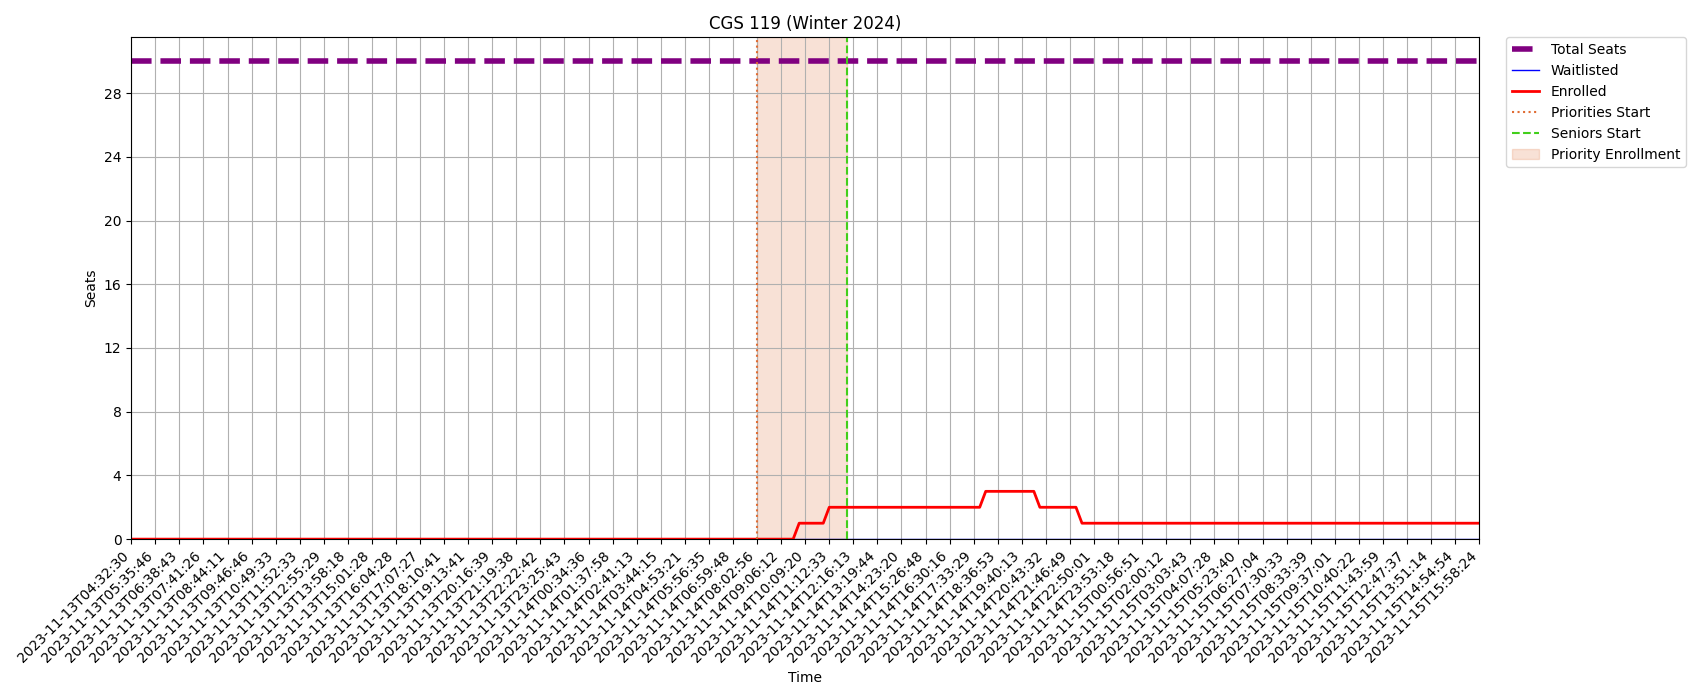 CGS 119 (Winter 2024)
Total Seats
Waitlisted
Enrolled
Priorities Start
Seniors Start
Priority Enrollment
Seats
28
24
20
16
12
8
4
0
2023-11-13T04:32:30
2023-11-13T05:35:46
2023-11-13T06:38:43
2023-11-13T07:41:26
2023-11-13T08:44:11
2023-11-13T09:46:46
2023-11-13T10:49:33
2023-11-13T11:52:33
2023-11-13T12:55:29
2023-11-13T13:58:18
2023-11-13T15:01:28
2023-11-13T16:04:28
2023-11-13T17:07:27
2023-11-13T18:10:41
2023-11-13T19:13:41
2023-11-13T20:16:39
2023-11-13T21:19:38
2023-11-13T22:22:42
2023-11-13T23:25:43
2023-11-14T00:34:36
2023-11-14T01:37:58
2023-11-14T02:41:13
2023-11-14T03:44:15
2023-11-14T04:53:21
2023-11-14T05:56:35
2023-11-14T06:59:48
2023-11-14T08:02:56
2023-11-14T09:06:12
2023-11-14T10:09:20
2023-11-14T11:12:33
2023-11-14T12:16:13
2023-11-14T13:19:44
2023-11-14T14:23:20
2023-11-14T15:26:48
2023-11-14T16:30:16
2023-11-14T17:33:29
2023-11-14T18:36:53
2023-11-14T19:40:13
2023-11-14T20:43:32
2023-11-14T21:46:49
2023-11-14T22:50:01
2023-11-14T23:53:18
2023-11-15T00:56:51
2023-11-15T02:00:12
2023-11-15T03:03:43
2023-11-15T04:07:28
2023-11-15T05:23:40
2023-11-15T06:27:04
2023-11-15T07:30:33
2023-11-15T08:33:39
2023-11-15T09:37:01
2023-11-15T10:40:22
2023-11-15T11:43:59
2023-11-15T12:47:37
2023-11-15T13:51:14
2023-11-15T14:54:54
2023-11-15T15:58:24
Time